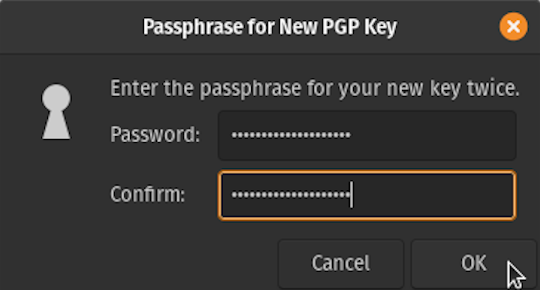 Passphrase for New PGP Key
Enter the passphrase for your new key twice.
Password: ••••••••••••••••••••
Confirm: ••••••••••••••••••••
Cancel OK